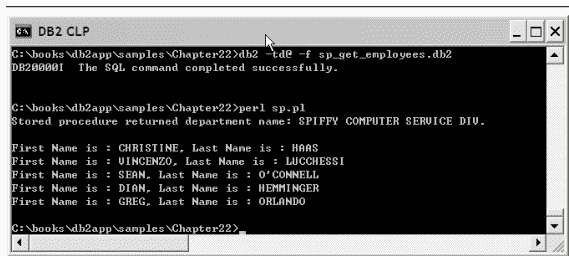 DB2 CLP
C:\books\db2app\samples\Chapter22>db2 -td@ -f sp_get_employees.db2
DB20000I  The SQL command completed successfully.
C:\books\db2app\samples\Chapter22>perl sp.pl
Stored procedure returned department name: SPIFFY COMPUTER SERVICE DIV.
First Name is : CHRISTINE, Last Name is : HAAS
First Name is : VINCENZO, Last Name is : LUCCHESSI
First Name is : SEAN, Last Name is : O'CONNELL
First Name is : DIAN, Last Name is : HEMMINGER
First Name is : GREG, Last Name is : ORLANDO
C:\books\db2app\samples\Chapter22>_